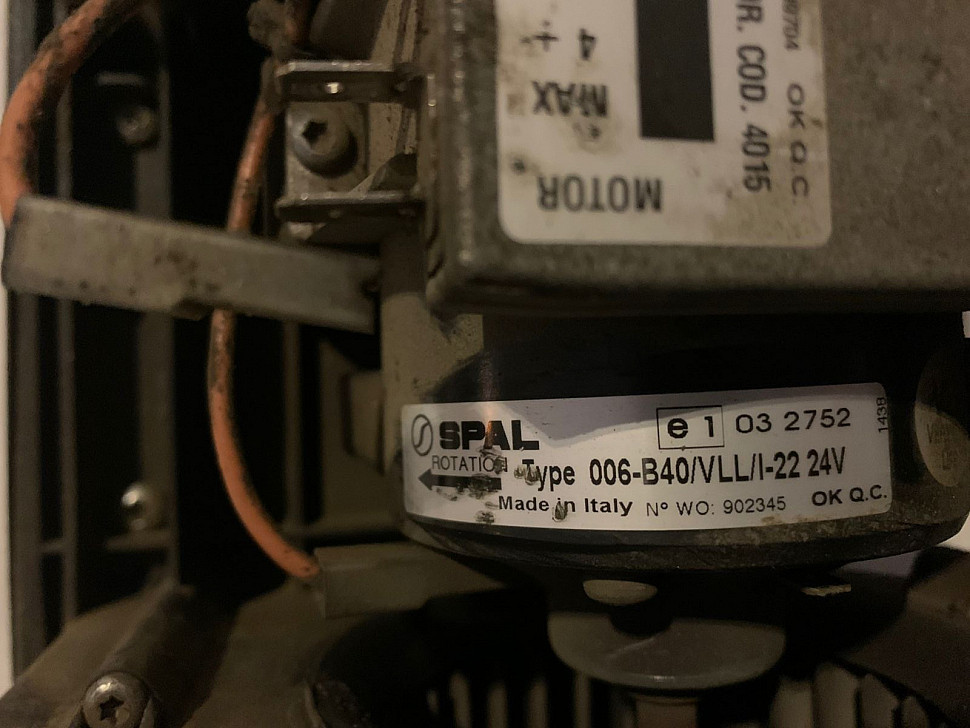 MOTOR
MAX
4 +
R. COD. 4015
0704 OK Q.C.
SPAL
ROTATION
e 1 03 2752
Type 006-B40/VLL/I-22 24V
Made in Italy Nº WO: 902345 OK Q.C.
1438